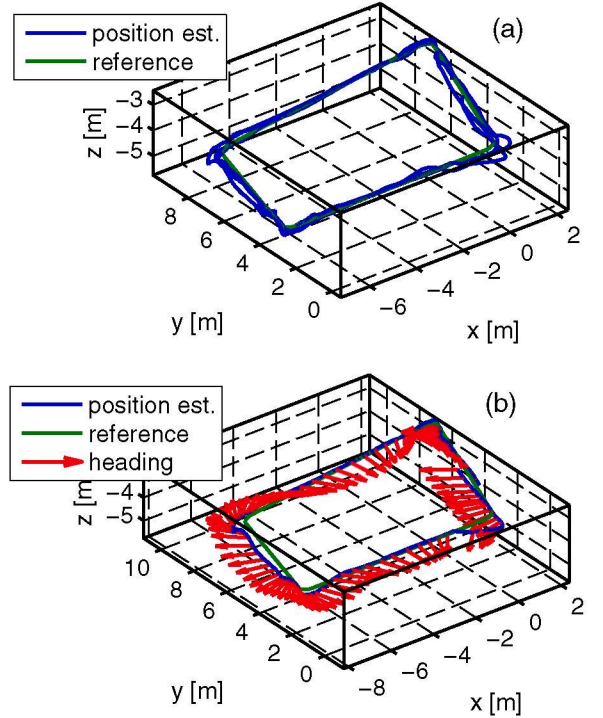 position est.
reference
(a)
z [m]
−3
−4
−5
8
6
4
2
0
y [m]
−6
−4
−2
0
2
x [m]
position est.
reference
heading
(b)
z [m]
−4
−5
10
8
6
4
2
0
y [m]
−8
−6
−4
−2
0
2
x [m]